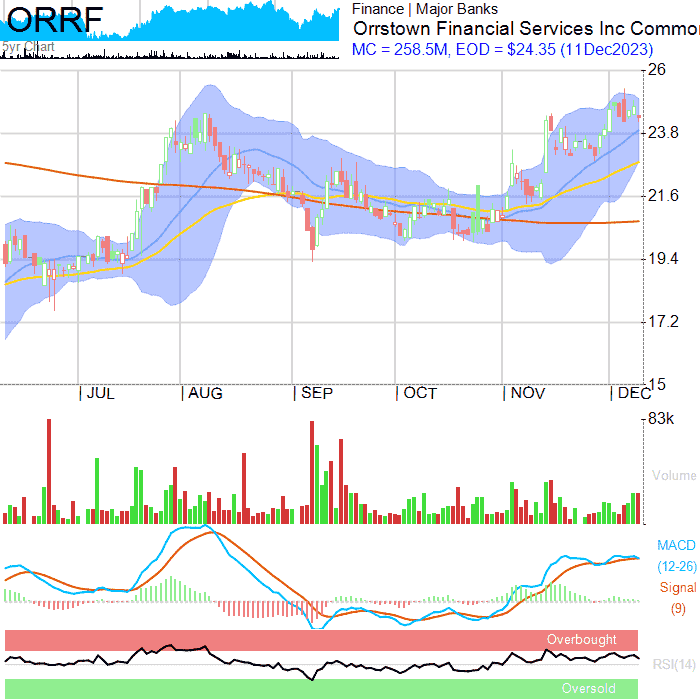 ORRF
5yr Chart
Finance | Major Banks
Orrstown Financial Services Inc Common
MC = 258.5M, EOD = $24.35 (11Dec2023)
26
23.8
21.6
19.4
17.2
15
| JUL | AUG | SEP | OCT | NOV | DEC
83k
Volume
MACD
(12-26)
Signal
(9)
Overbought
RSI(14)
Oversold